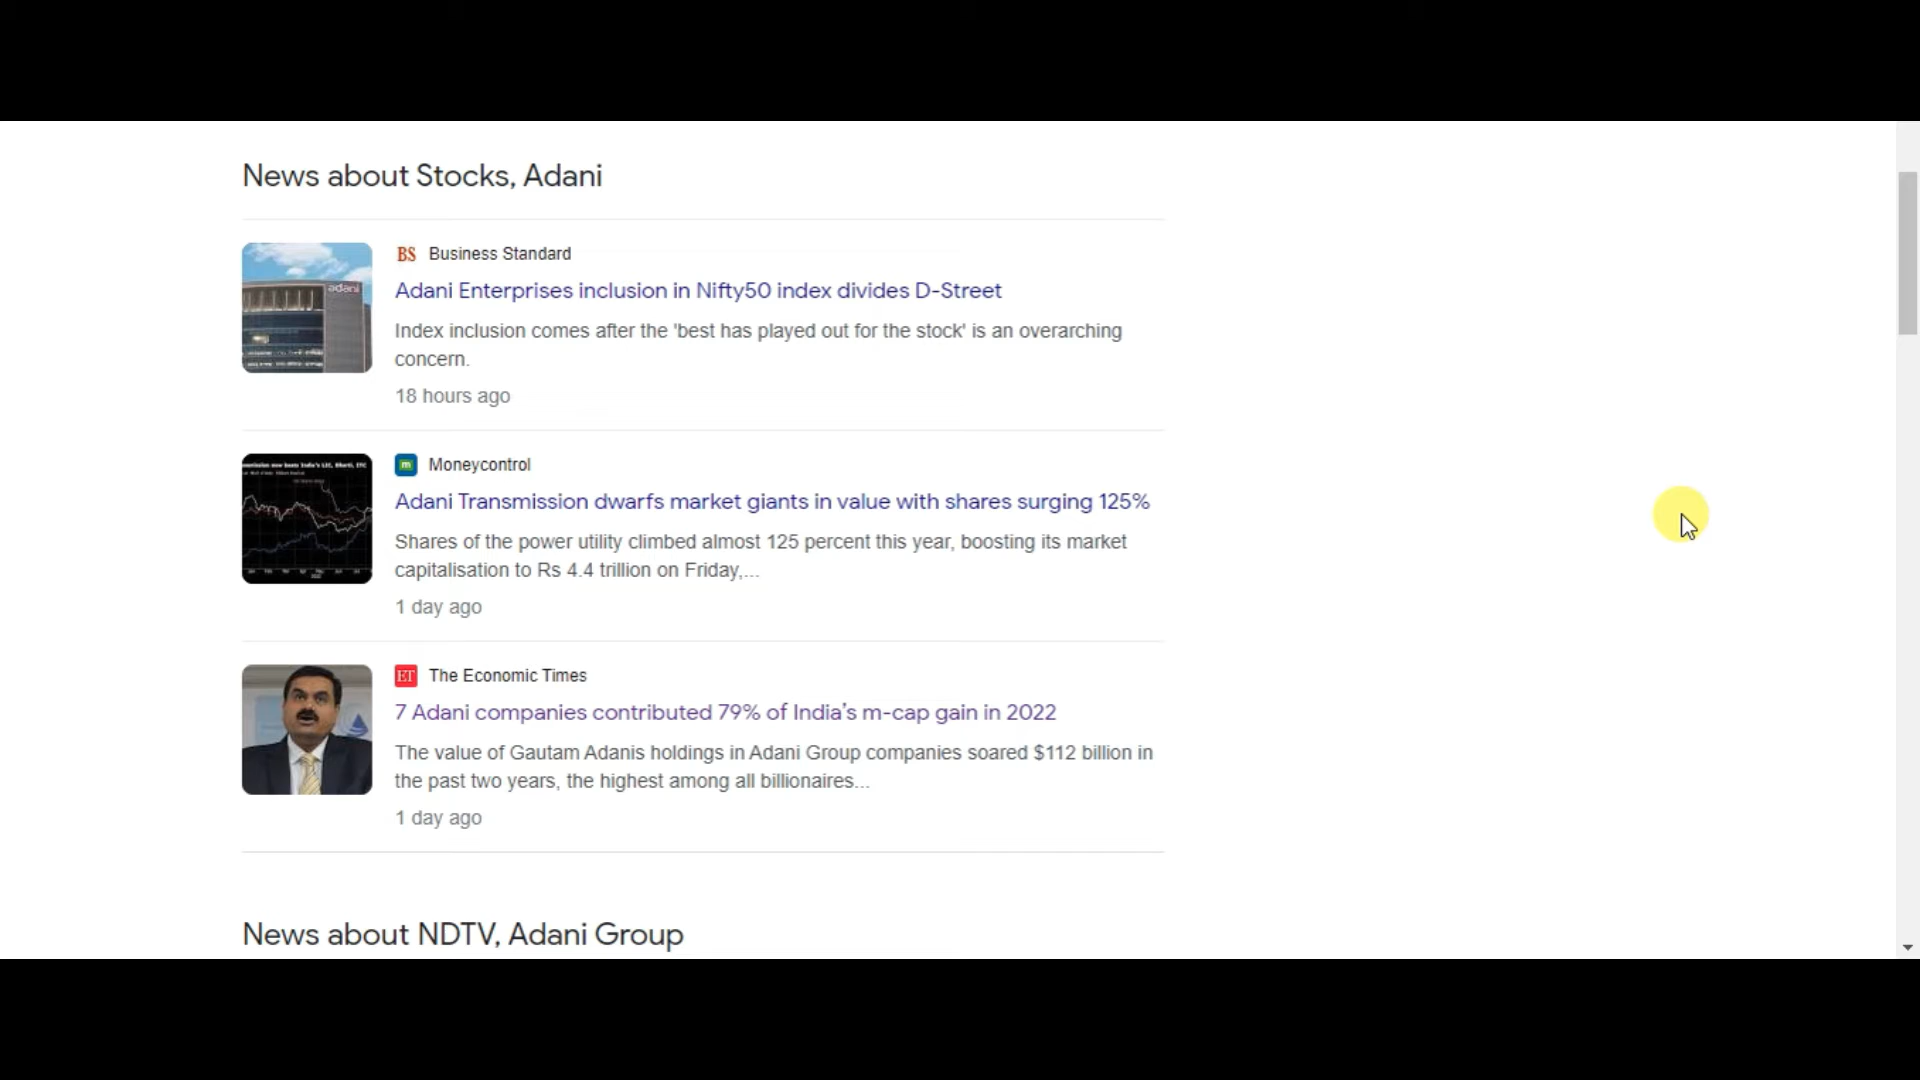 News about Stocks, Adani
adani
BS Business Standard
Adani Enterprises inclusion in Nifty50 index divides D-Street
Index inclusion comes after the 'best has played out for the stock' is an overarching
concern.
18 hours ago
m Moneycontrol
Adani Transmission dwarfs market giants in value with shares surging 125%
Shares of the power utility climbed almost 125 percent this year, boosting its market
capitalisation to Rs 4.4 trillion on Friday,...
1 day ago
ET The Economic Times
7 Adani companies contributed 79% of India's m-cap gain in 2022
The value of Gautam Adanis holdings in Adani Group companies soared $112 billion in
the past two years, the highest among all billionaires...
1 day ago
News about NDTV, Adani Group